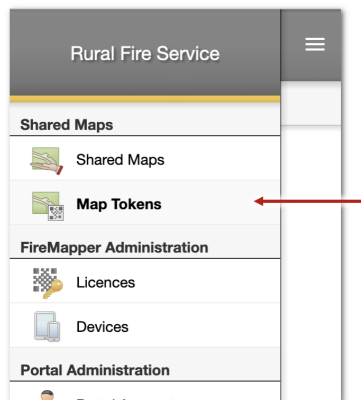 Rural Fire Service
Shared Maps
Shared Maps
Map Tokens
FireMapper Administration
Licences
Devices
Portal Administration